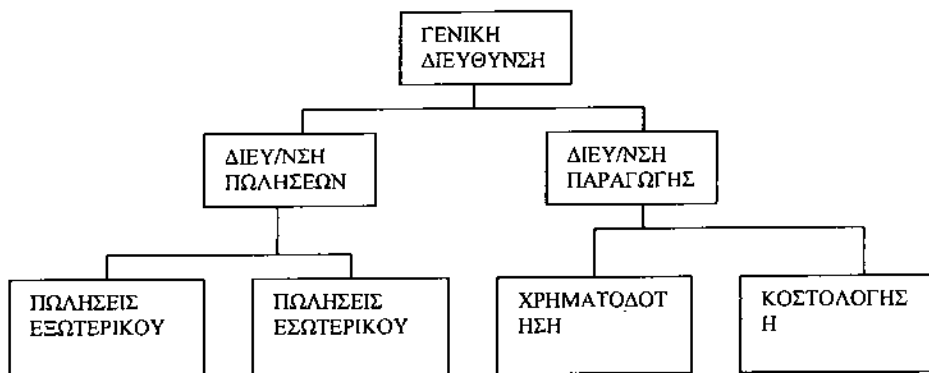 ΓΕΝΙΚΗ
ΔΙΕΥΘΥΝΣΗ
ΔΙΕΥ/ΝΣΗ
ΠΩΛΗΣΕΩΝ
ΔΙΕΥ/ΝΣΗ
ΠΑΡΑΓΩΓΗΣ
ΠΩΛΗΣΕΙΣ
ΕΞΩΤΕΡΙΚΟΥ
ΠΩΛΗΣΕΙΣ
ΕΣΩΤΕΡΙΚΟΥ
ΧΡΗΜΑΤΟΔΟΤ
ΗΣΗ
ΚΟΣΤΟΛΟΓΗΣ
Η